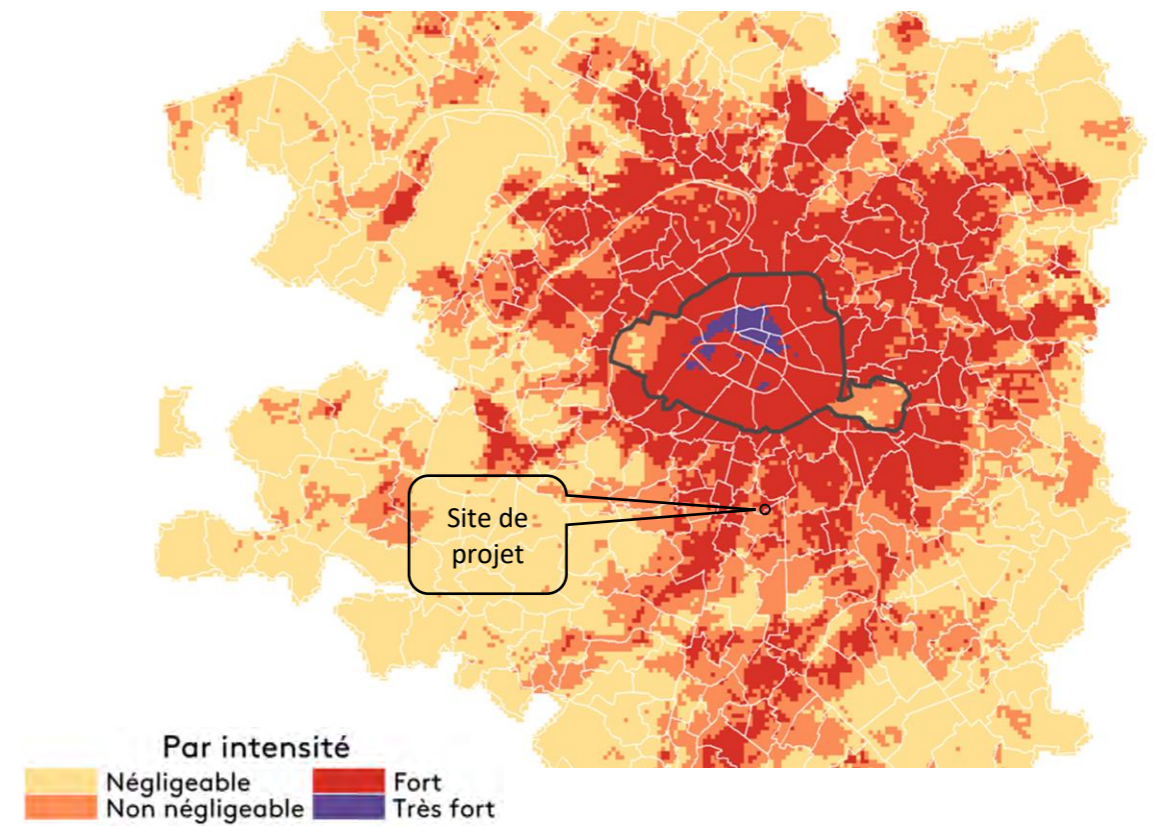 Site de
projet
Par intensité
Négligeable Fort
Non négligeable Très fort